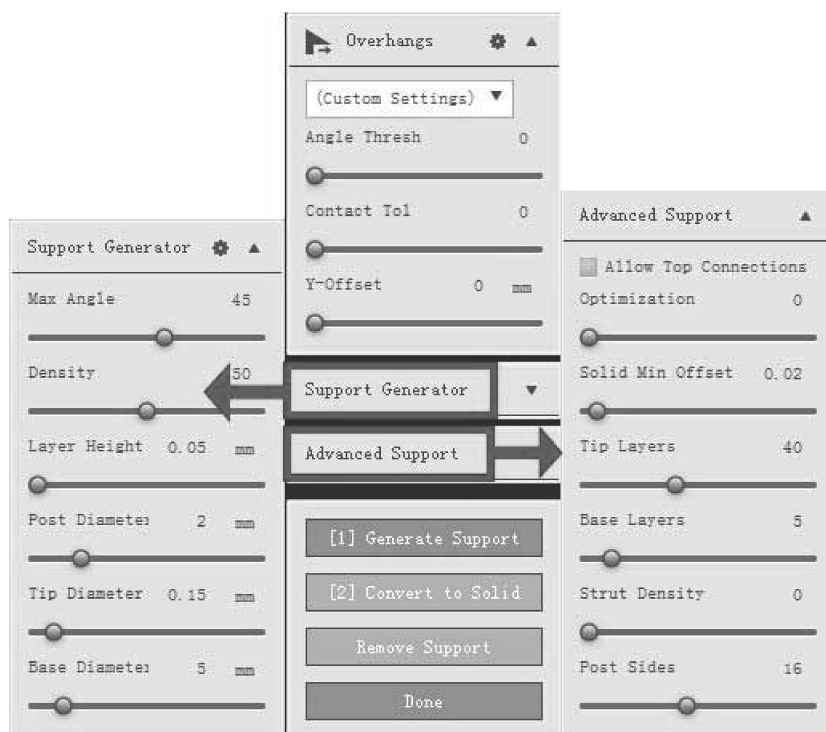 Overhangs
(Custom Settings)
Angle Thresh 0
Contact Tol 0
Y-Offset 0 mm
Support Generator
Advanced Support
[1] Generate Support
[2] Convert to Solid
Remove Support
Done
Support Generator
Max Angle 45
Density 50
Layer Height 0.05 mm
Post Diameter 2 mm
Tip Diameter 0.15 mm
Base Diameter 5 mm
Advanced Support
Allow Top Connections
Optimization 0
Solid Min Offset 0.02
Tip Layers 40
Base Layers 5
Strut Density 0
Post Sides 16